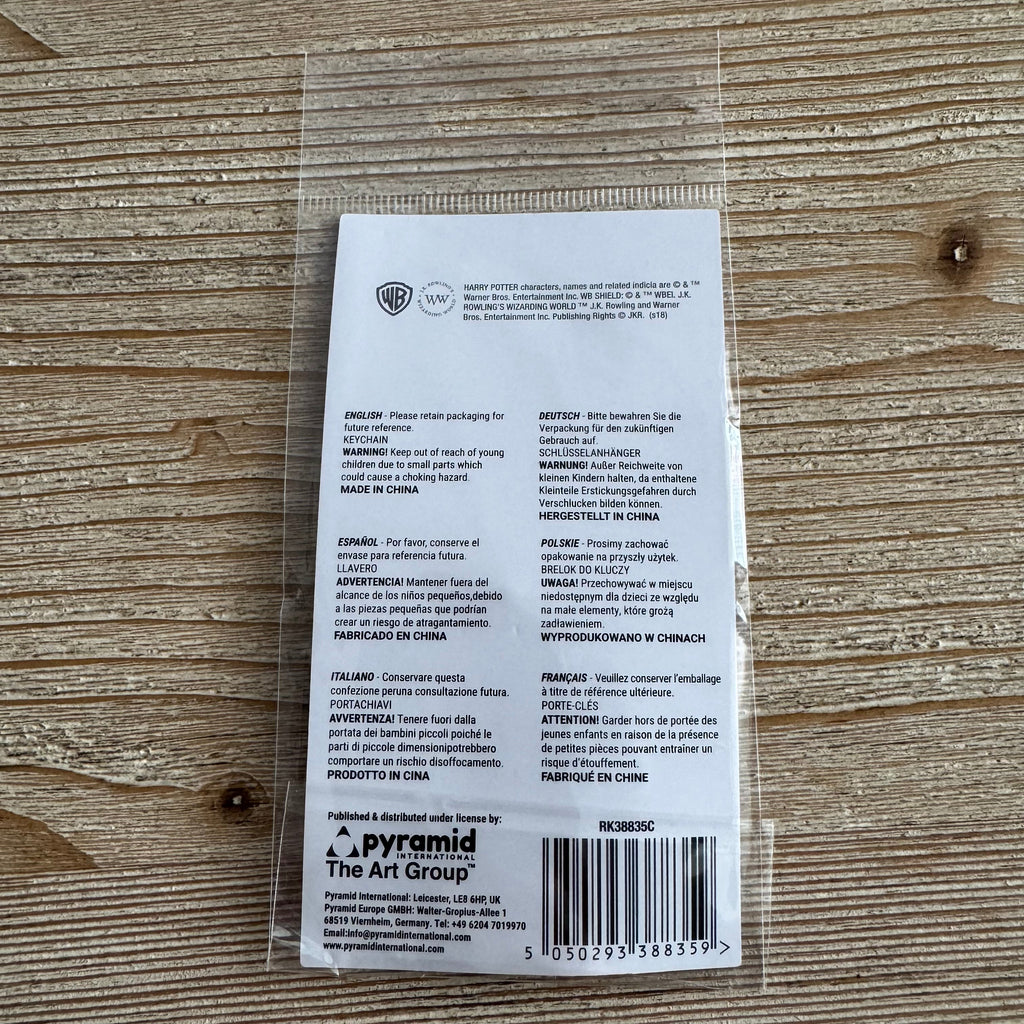 WB
J.K. ROWLING'S
WW
WIZARDING WORLD
HARRY POTTER characters, names and related indicia are © & ™
Warner Bros. Entertainment Inc. WB SHIELD: © & ™ WBEI. J.K.
ROWLING'S WIZARDING WORLD ™ J.K. Rowling and Warner
Bros. Entertainment Inc. Publishing Rights © JKR. (s18)
ENGLISH - Please retain packaging for
future reference.
KEYCHAIN
WARNING! Keep out of reach of young
children due to small parts which
could cause a choking hazard.
MADE IN CHINA
DEUTSCH - Bitte bewahren Sie die
Verpackung für den zukünftigen
Gebrauch auf.
SCHLÜSSELANHÄNGER
WARNUNG! Außer Reichweite von
kleinen Kindern halten, da enthaltene
Kleinteile Erstickungsgefahren durch
Verschlucken bilden können.
HERGESTELLT IN CHINA
ESPAÑOL - Por favor, conserve el
envase para referencia futura.
LLAVERO
ADVERTENCIA! Mantener fuera del
alcance de los niños pequeños,debido
a las piezas pequeñas que podrían
crear un riesgo de atragantamiento.
FABRICADO EN CHINA
POLSKIE - Prosimy zachować
opakowanie na przyszły użytek.
BRELOK DO KLUCZY
UWAGA! Przechowywać w miejscu
niedostępnym dla dzieci ze względu
na małe elementy, które grożą
zadławieniem.
WYPRODUKOWANO W CHINACH
ITALIANO - Conservare questa
confezione peruna consultazione futura.
PORTACHIAVI
AVVERTENZA! Tenere fuori dalla
portata dei bambini piccoli poiché le
parti di piccole dimensionipotrebbero
comportare un rischio disoffocamento.
PRODOTTO IN CINA
FRANÇAIS - Veuillez conserver l'emballage
à titre de référence ultérieure.
PORTE-CLÉS
ATTENTION! Garder hors de portée des
jeunes enfants en raison de la présence
de petites pièces pouvant entraîner un
risque d'étouffement.
FABRIQUÉ EN CHINE
Published & distributed under license by:
pyramid
INTERNATIONAL
The Art Group™
Pyramid International: Leicester, LE8 6HP, UK
Pyramid Europe GMBH: Walter-Gropius-Allee 1
68519 Viernheim, Germany. Tel: +49 6204 7019970
Email:info@pyramidinternational.com
www.pyramidinternational.com
RK38835C
5 050293 388359 >